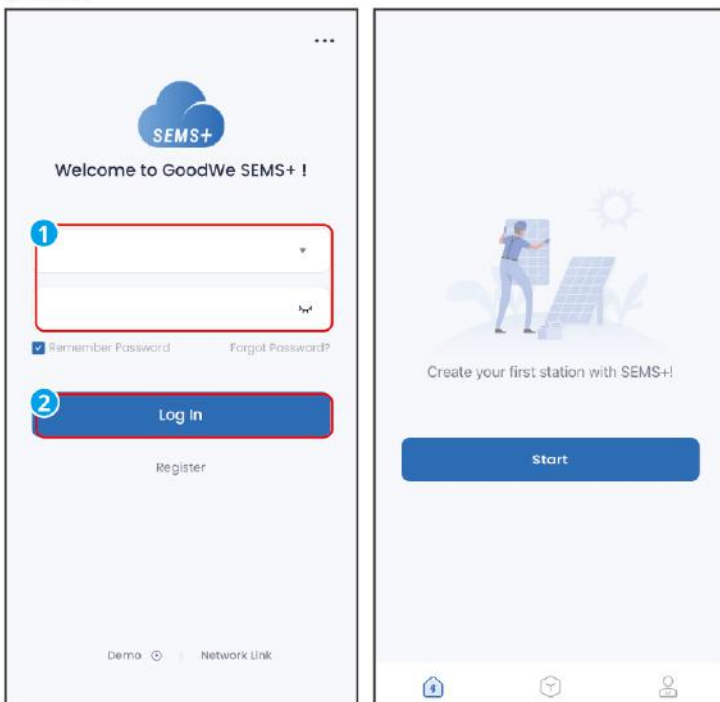 ...
SEMS+
Welcome to GoodWe SEMS+ !
1
Remember Password Forgot Password?
2
Log In
Register
Demo | Network Link
Create your first station with SEMS+!
Start